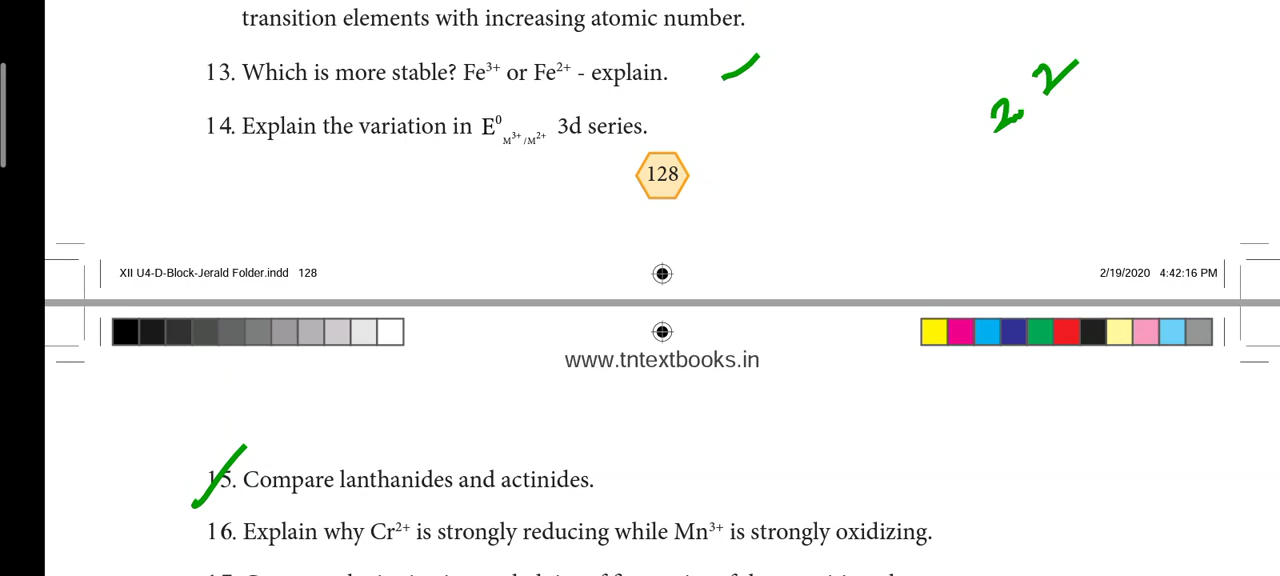 transition elements with increasing atomic number.
13. Which is more stable? Fe³⁺ or Fe²⁺ - explain.
2 2
14. Explain the variation in E⁰ M³⁺/M²⁺ 3d series.
128
XII U4-D-Block-Jerald Folder.indd 128
2/19/2020 4:42:16 PM
www.tntextbooks.in
15. Compare lanthanides and actinides.
16. Explain why Cr²⁺ is strongly reducing while Mn³⁺ is strongly oxidizing.